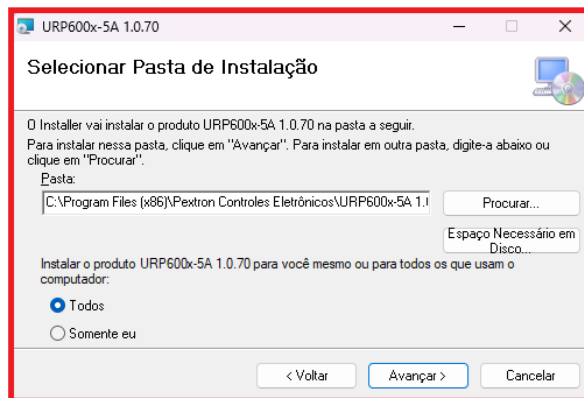 URP600x-5A 1.0.70
Selecionar Pasta de Instalação
O Installer vai instalar o produto URP600x-5A 1.0.70 na pasta a seguir.
Para instalar nessa pasta, clique em "Avançar". Para instalar em outra pasta, digite-a abaixo ou
clique em "Procurar".
Pasta:
C:\Program Files (x86)\Pextron Controles Eletrônicos\URP600x-5A 1.(
Procurar...
Espaço Necessário em
Disco...
Instalar o produto URP600x-5A 1.0.70 para você mesmo ou para todos os que usam o
computador:
Todos
Somente eu
< Voltar
Avançar >
Cancelar